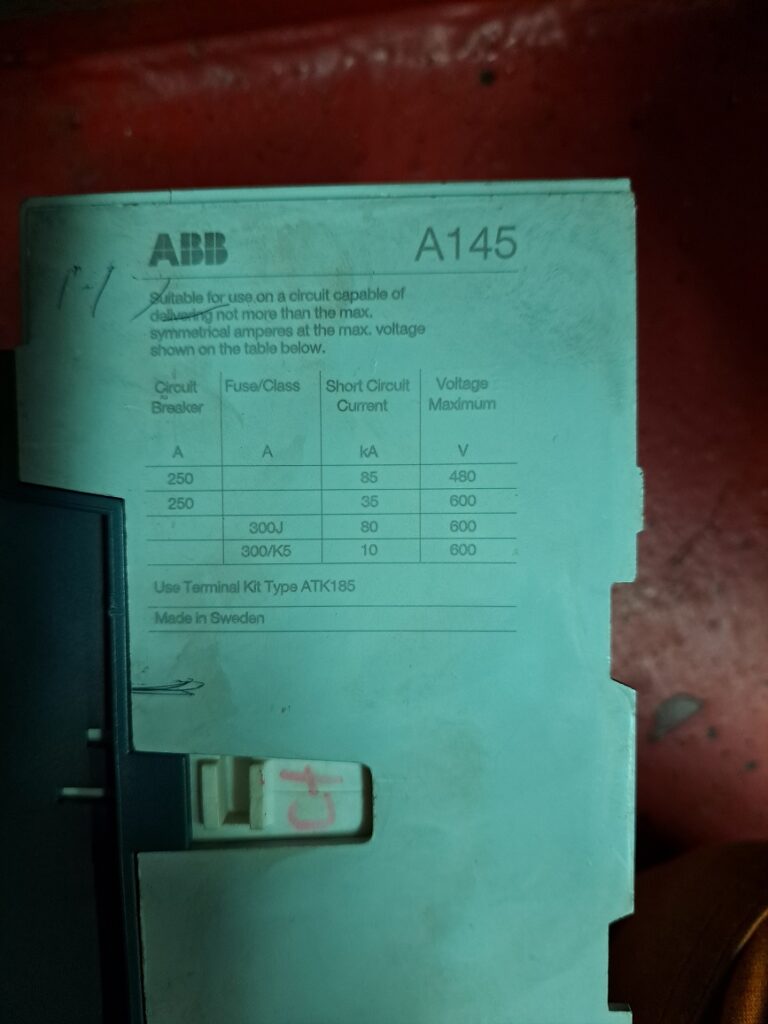 ABB A145
Suitable for use on a circuit capable of
delivering not more than the max.
symmetrical amperes at the max. voltage
shown on the table below.
Circuit Fuse/Class Short Circuit Voltage
Breaker Current Maximum
A A kA V
250 85 480
250 35 600
300J 80 600
300/K5 10 600
Use Terminal Kit Type ATK185
Made in Sweden